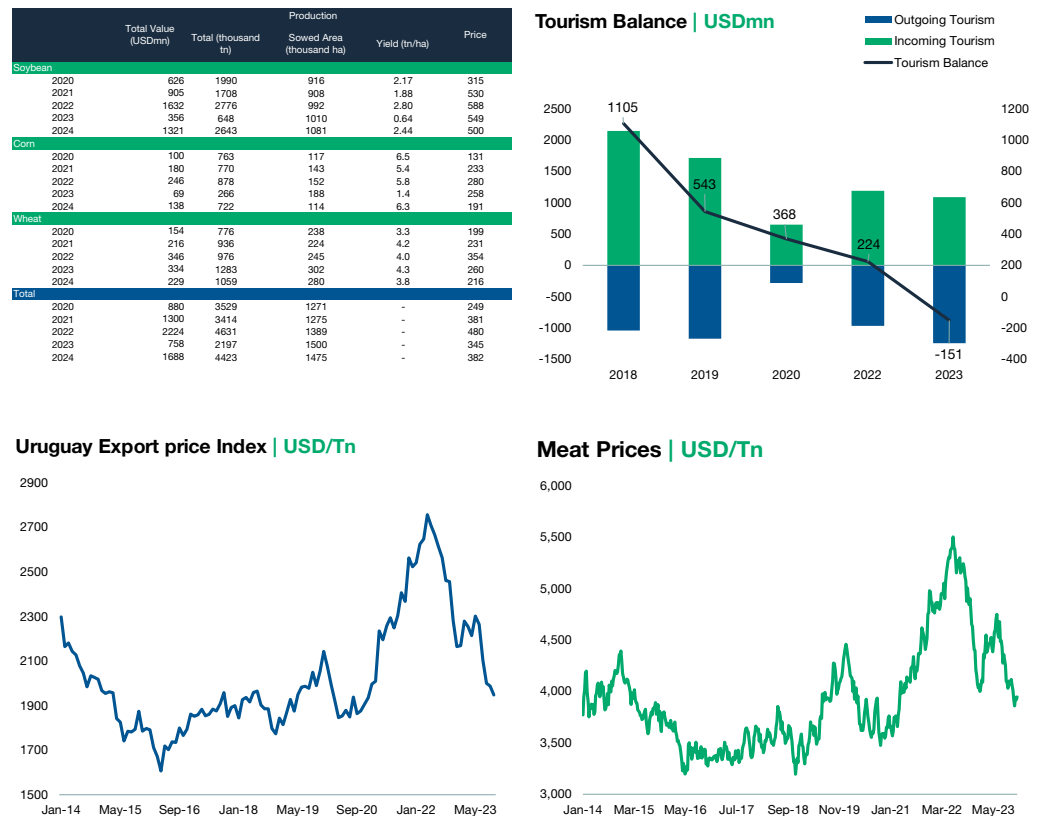 Production
Total Value (USDmn) Total (thousand tn) Sowed Area (thousand ha) Yield (tn/ha) Price
Soybean
2020 626 1990 916 2.17 315
2021 905 1708 908 1.88 530
2022 1632 2776 992 2.80 588
2023 356 648 1010 0.64 549
2024 1321 2643 1081 2.44 500
Corn
2020 100 763 117 6.5 131
2021 180 770 143 5.4 233
2022 246 878 152 5.8 280
2023 69 266 188 1.4 258
2024 138 722 114 6.3 191
Wheat
2020 154 776 238 3.3 199
2021 216 936 224 4.2 231
2022 346 976 245 4.0 354
2023 334 1283 302 4.3 260
2024 229 1059 280 3.8 216
Total
2020 880 3529 1271 - 249
2021 1300 3414 1275 - 381
2022 2224 4631 1389 - 480
2023 758 2197 1500 - 345
2024 1688 4423 1475 - 382
Tourism Balance | USDmn
Outgoing Tourism
Incoming Tourism
Tourism Balance
2500 1200
2000 1000
1500 800
1000 600
500 400
0 200
-500 0
-1000 -200
-1500 -400
1105
543
368
224
-151
2018 2019 2020 2022 2023
Uruguay Export price Index | USD/Tn
2900
2700
2500
2300
2100
1900
1700
1500
Jan-14 May-15 Sep-16 Jan-18 May-19 Sep-20 Jan-22 May-23
Meat Prices | USD/Tn
6,000
5,500
5,000
4,500
4,000
3,500
3,000
Jan-14 Mar-15 May-16 Jul-17 Sep-18 Nov-19 Jan-21 Mar-22 May-23